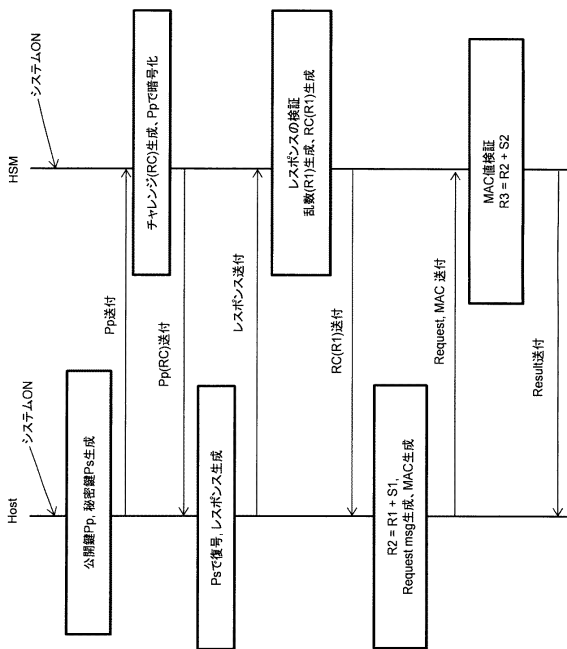 Host
HSM
システムON
システムON
公開鍵Pp, 秘密鍵Ps生成
Pp送付
チャレンジ(RC)生成、Ppで暗号化
Pp(RC)送付
Psで復号, レスポンス生成
レスポンス送付
レスポンスの検証
乱数(R1)生成、RC(R1)生成
RC(R1)送付
R2 = R1 + S1,
Request msg生成、MAC生成
Request, MAC 送付
MAC値検証
R3 = R2 + S2
Result送付